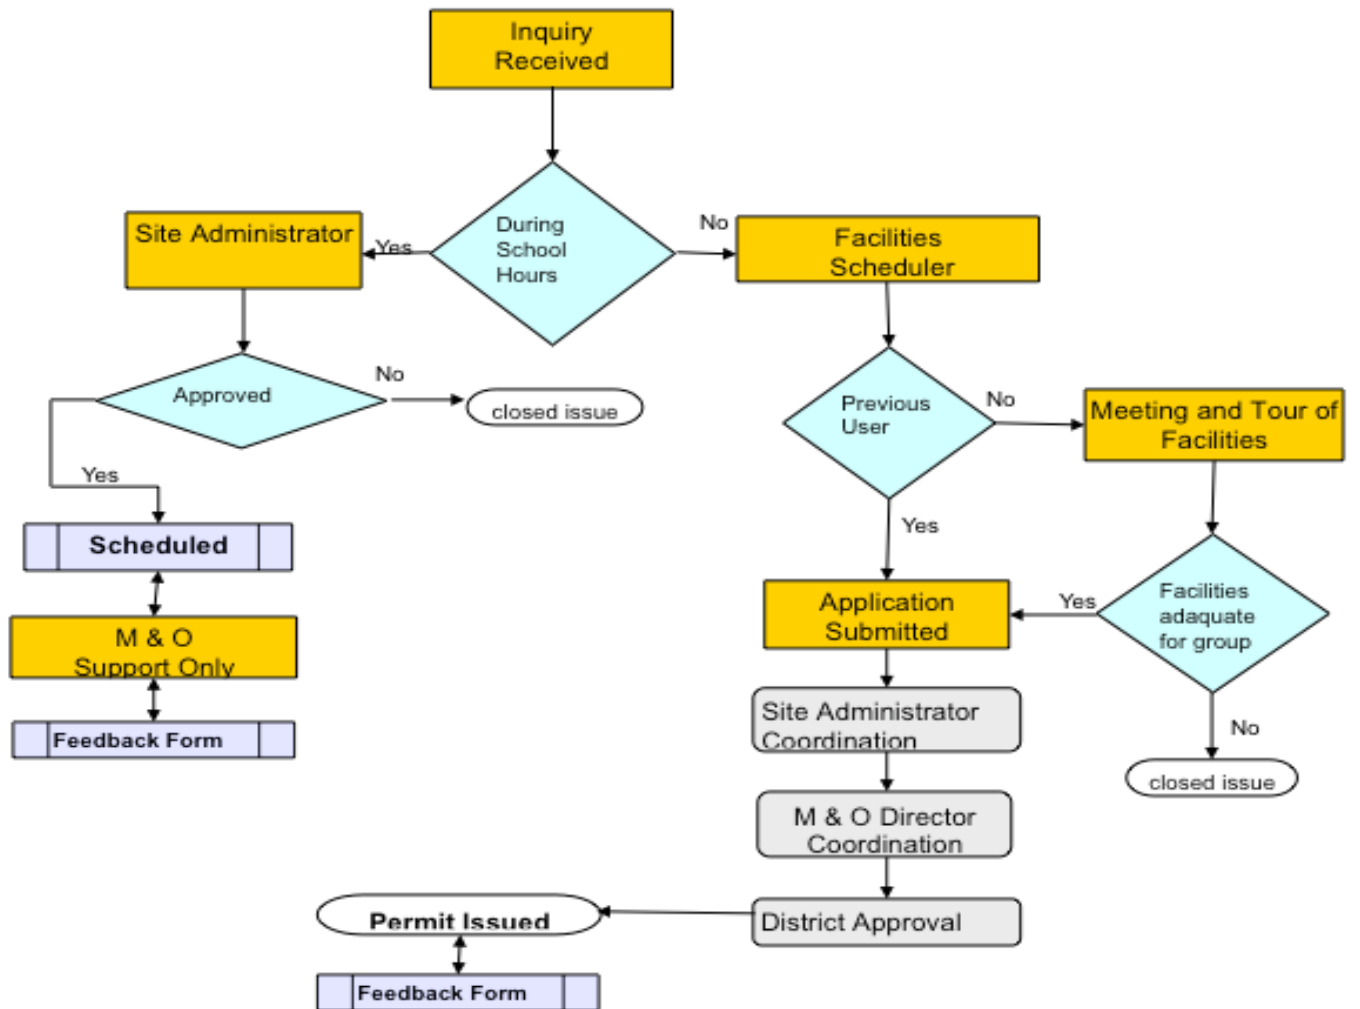 Inquiry
Received
During
School
Hours
Yes
No
Site Administrator
Facilities
Scheduler
Approved
No
closed issue
Yes
Scheduled
M & O
Support Only
Feedback Form
Previous
User
No
Meeting and Tour of
Facilities
Yes
Facilities
adaquate
for group
Yes
No
closed issue
Application
Submitted
Site Administrator
Coordination
M & O Director
Coordination
District Approval
Permit Issued
Feedback Form